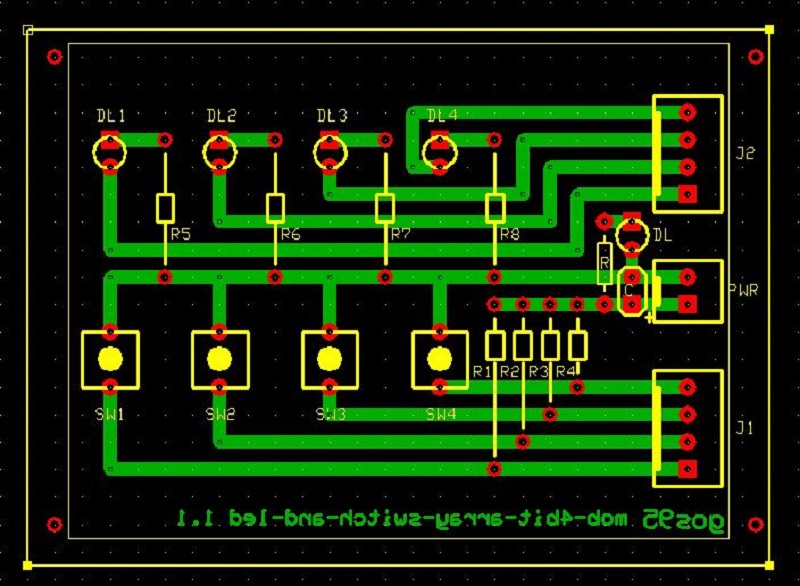 DL1 DL2 DL3 DL4
J2
R5 R6 R7 R8
DL
R
C
PWR
+
R1 R2 R3 R4
SW1 SW2 SW3 SW4
J1
gos95 mob-4bit-array-switch-and-led 1.1